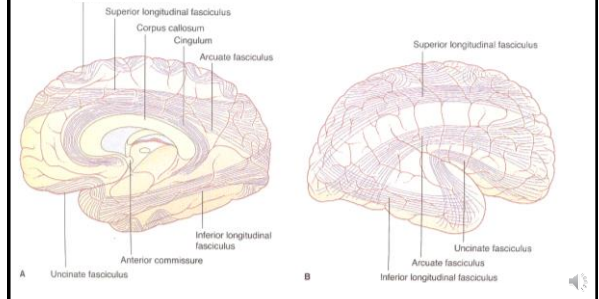 Superior longitudinal fasciculus
Corpus callosum
Cingulum
Arcuate fasciculus
Inferior longitudinal
fasciculus
Anterior commissure
A
Uncinate fasciculus
Superior longitudinal fasciculus
Uncinate fasciculus
Arcuate fasciculus
B
Inferior longitudinal fasciculus